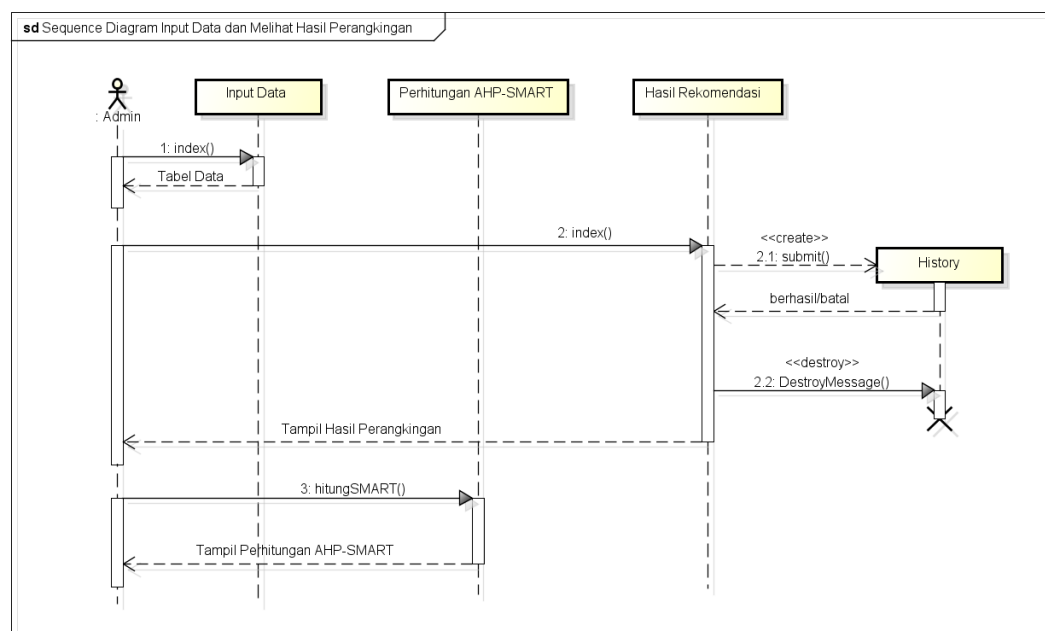 sd Sequence Diagram Input Data dan Melihat Hasil Perangkingan
: Admin
Input Data
Perhitungan AHP-SMART
Hasil Rekomendasi
1: index()
Tabel Data
2: index()
<<create>>
2.1: submit()
History
berhasil/batal
<<destroy>>
2.2: DestroyMessage()
Tampil Hasil Perangkingan
3: hitungSMART()
Tampil Perhitungan AHP-SMART